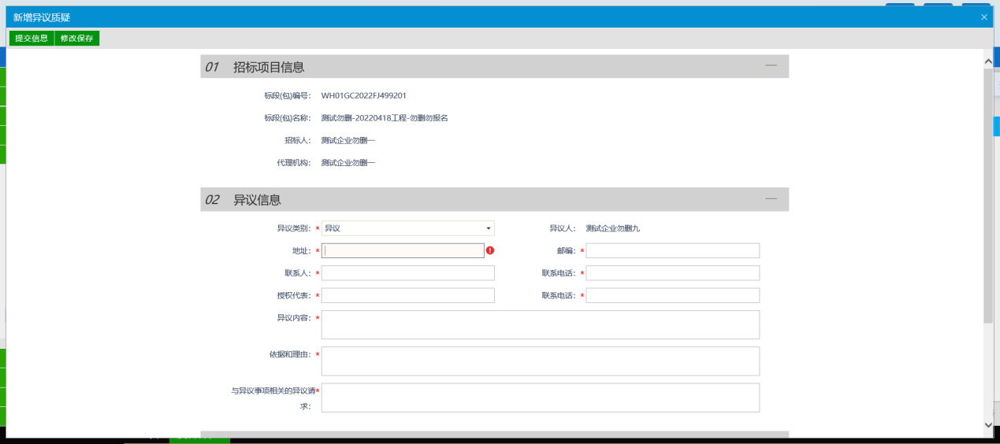 新增异议质疑
提交信息 修改保存
01 招标项目信息
标段(包)编号: WH01GC2022FJ499201
标段(包)名称: 测试勿删-20220418工程-勿删勿报名
招标人: 测试企业勿删一
代理机构: 测试企业勿删一
02 异议信息
异议类别: * 异议 异议人: 测试企业勿删九
地址: * 邮编: *
联系人: * 联系电话: *
授权代表: * 联系电话: *
异议内容: *
依据和理由: *
与异议事项相关的异议请*
求: